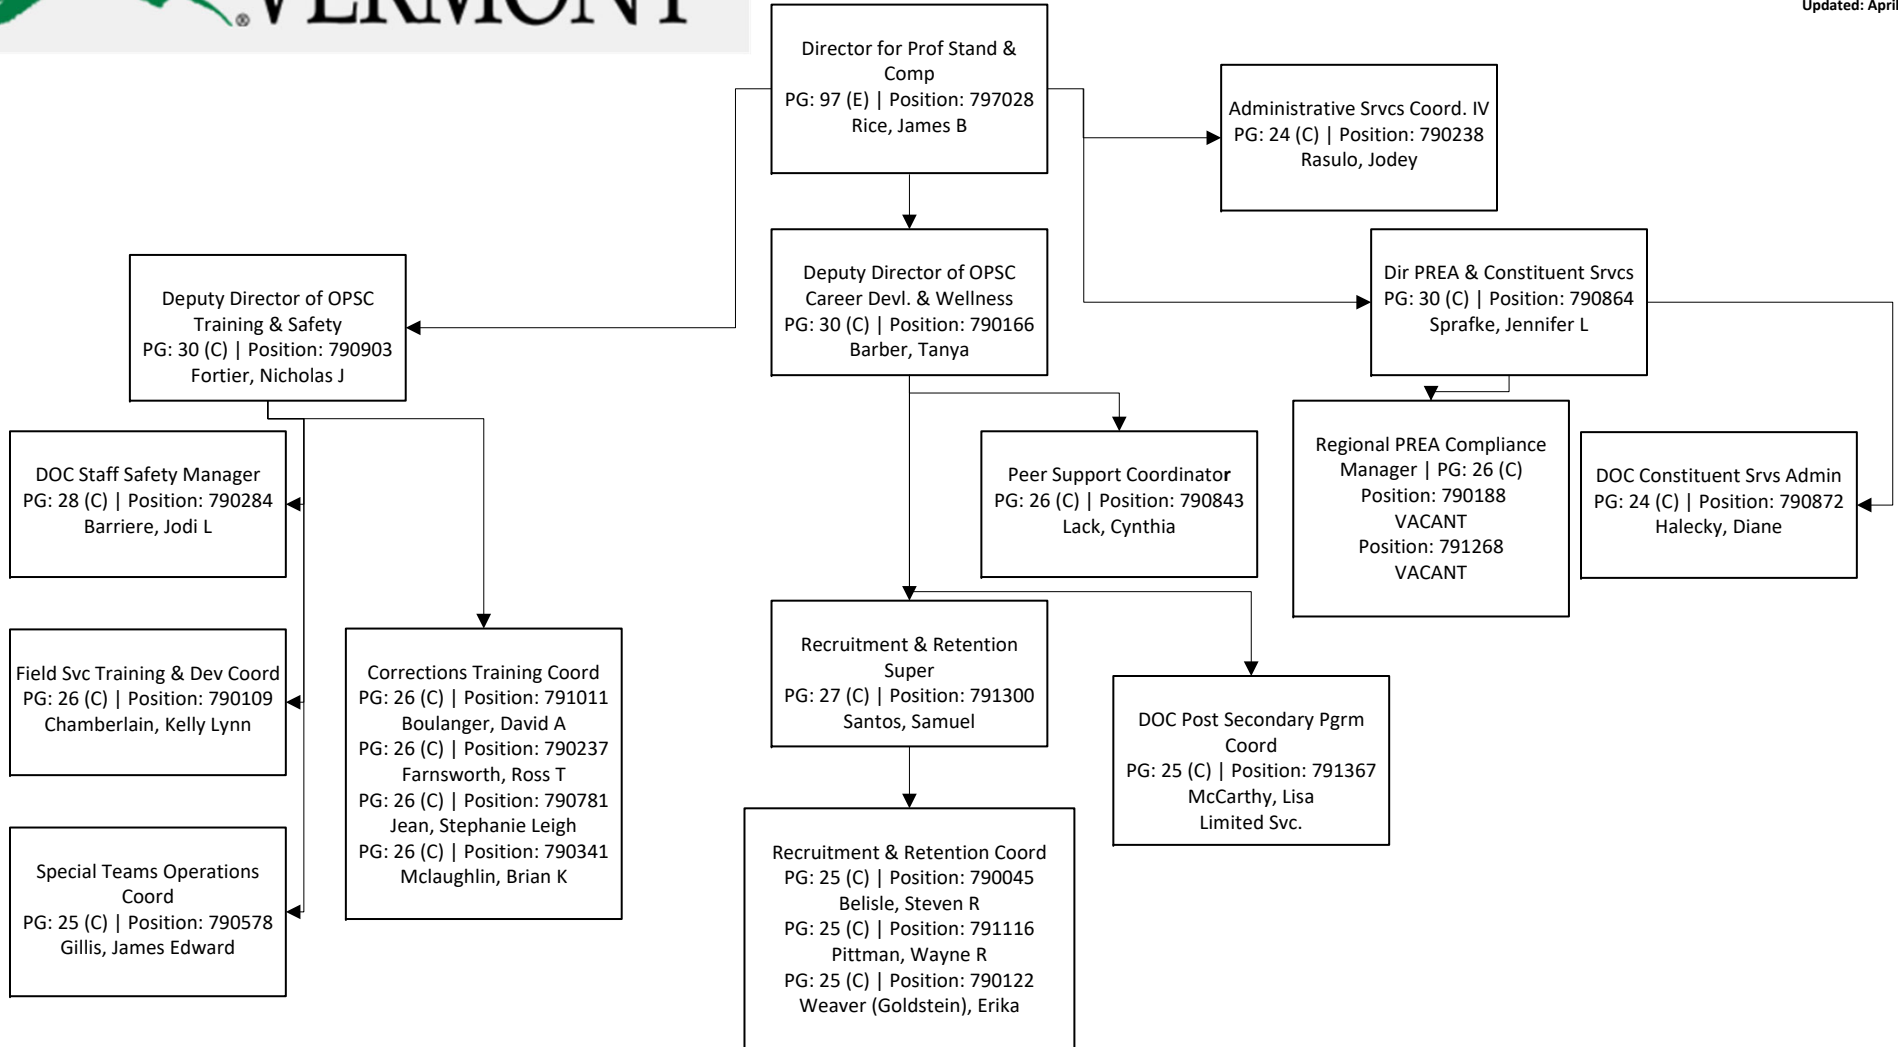 VERMONT
®
Updated: April
Director for Prof Stand &
Comp
PG: 97 (E) | Position: 797028
Rice, James B
Administrative Srvcs Coord. IV
PG: 24 (C) | Position: 790238
Rasulo, Jodey
Deputy Director of OPSC
Training & Safety
PG: 30 (C) | Position: 790903
Fortier, Nicholas J
Deputy Director of OPSC
Career Devl. & Wellness
PG: 30 (C) | Position: 790166
Barber, Tanya
Dir PREA & Constituent Srvcs
PG: 30 (C) | Position: 790864
Sprafke, Jennifer L
DOC Staff Safety Manager
PG: 28 (C) | Position: 790284
Barriere, Jodi L
Peer Support Coordinator
PG: 26 (C) | Position: 790843
Lack, Cynthia
Regional PREA Compliance
Manager | PG: 26 (C)
Position: 790188
VACANT
Position: 791268
VACANT
DOC Constituent Srvs Admin
PG: 24 (C) | Position: 790872
Halecky, Diane
Field Svc Training & Dev Coord
PG: 26 (C) | Position: 790109
Chamberlain, Kelly Lynn
Corrections Training Coord
PG: 26 (C) | Position: 791011
Boulanger, David A
PG: 26 (C) | Position: 790237
Farnsworth, Ross T
PG: 26 (C) | Position: 790781
Jean, Stephanie Leigh
PG: 26 (C) | Position: 790341
Mclaughlin, Brian K
Recruitment & Retention
Super
PG: 27 (C) | Position: 791300
Santos, Samuel
DOC Post Secondary Pgrm
Coord
PG: 25 (C) | Position: 791367
McCarthy, Lisa
Limited Svc.
Special Teams Operations
Coord
PG: 25 (C) | Position: 790578
Gillis, James Edward
Recruitment & Retention Coord
PG: 25 (C) | Position: 790045
Belisle, Steven R
PG: 25 (C) | Position: 791116
Pittman, Wayne R
PG: 25 (C) | Position: 790122
Weaver (Goldstein), Erika